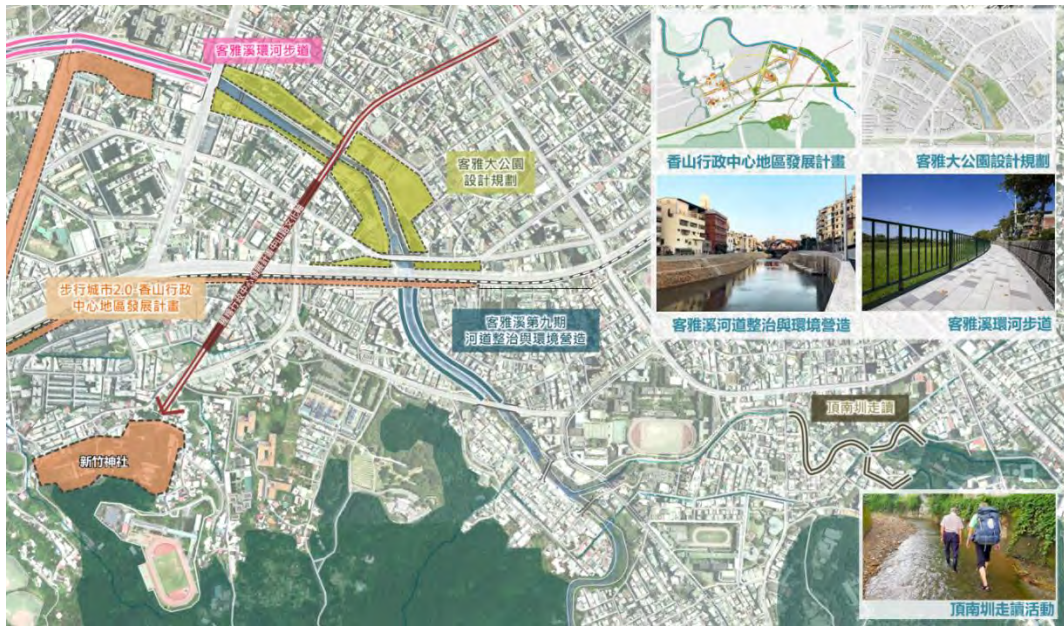 客雅溪環河步道
客雅大公園
設計規劃
步行城市2.0-香山行政
中心地區發展計畫
客雅溪第九期
河道整治與環境營造
新竹神社
頂南圳走讀
香山行政中心地區發展計畫
客雅大公園設計規劃
客雅溪河道整治與環境營造
客雅溪環河步道
頂南圳走讀活動